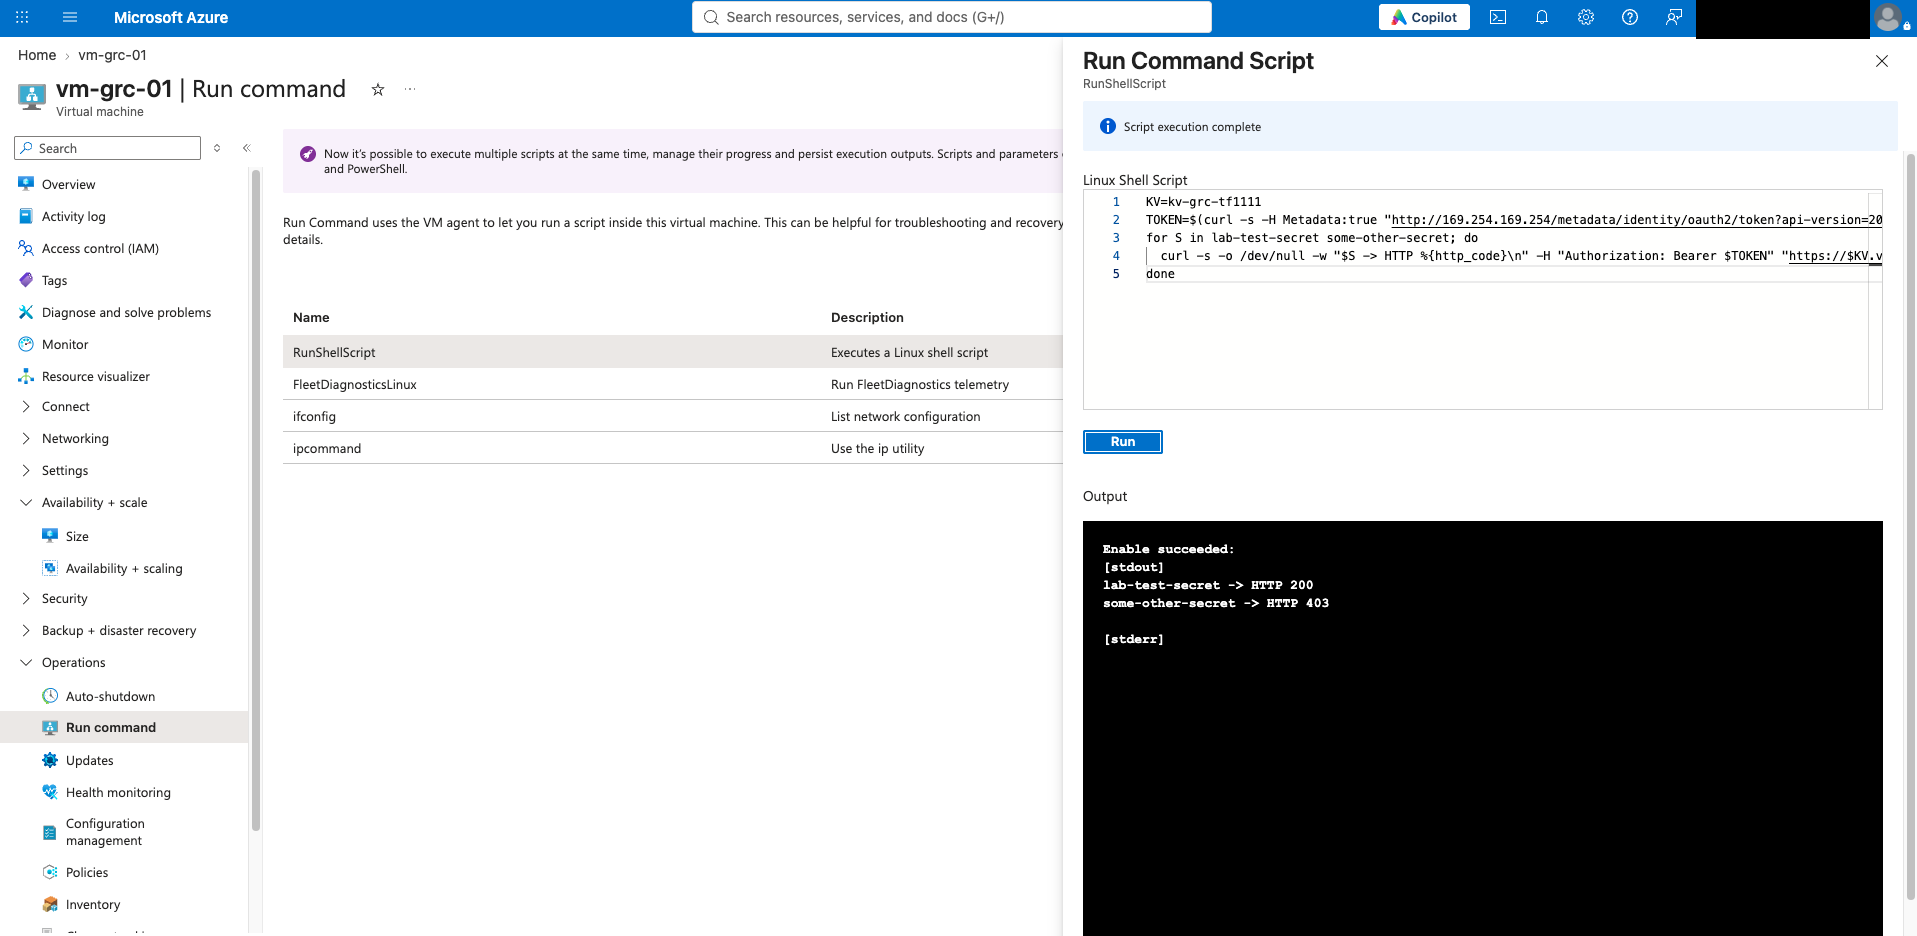 Microsoft Azure
Search resources, services, and docs (G+/)
Copilot
Home
vm-grc-01
vm-grc-01 | Run command
Virtual machine
Search
Overview
Activity log
Access control (IAM)
Tags
Diagnose and solve problems
Monitor
Resource visualizer
Connect
Networking
Settings
Availability + scale
Size
Availability + scaling
Security
Backup + disaster recovery
Operations
Auto-shutdown
Run command
Updates
Health monitoring
Configuration
management
Policies
Inventory
Now it's possible to execute multiple scripts at the same time, manage their progress and persist execution outputs. Scripts and parameters
and PowerShell.
Run Command uses the VM agent to let you run a script inside this virtual machine. This can be helpful for troubleshooting and recovery
details.
Name Description
RunShellScript Executes a Linux shell script
FleetDiagnosticsLinux Run FleetDiagnostics telemetry
ifconfig List network configuration
ipcommand Use the ip utility
Run Command Script
RunShellScript
Script execution complete
Linux Shell Script
1 KV=kv-grc-tf1111
2 TOKEN=$(curl -s -H Metadata:true "http://169.254.169.254/metadata/identity/oauth2/token?api-version=20
3 for S in lab-test-secret some-other-secret; do
4 curl -s -o /dev/null -w "$S -> HTTP %{http_code}\n" -H "Authorization: Bearer $TOKEN" "https://$KV.v
5 done
Run
Output
Enable succeeded:
[stdout]
lab-test-secret -> HTTP 200
some-other-secret -> HTTP 403
[stderr]